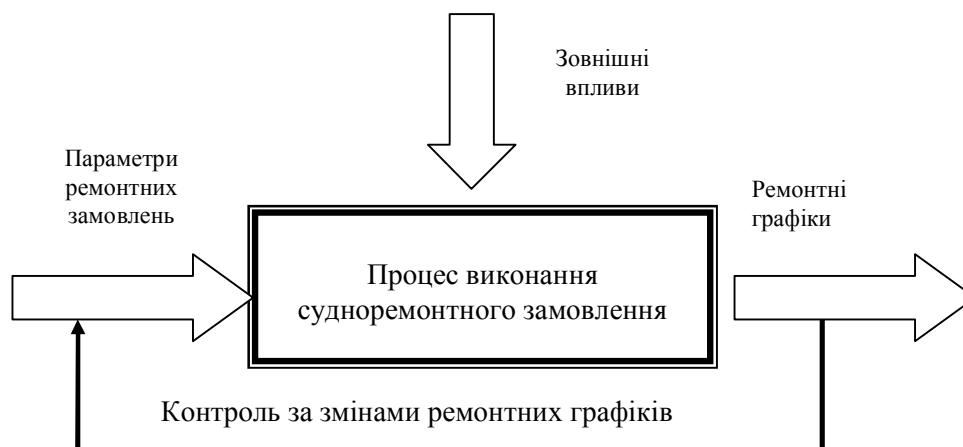 Зовнішні
впливи
Параметри
ремонтних
замовлень
Ремонтні
графіки
Процес виконання
судноремонтного замовлення
Контроль за змінами ремонтних графіків